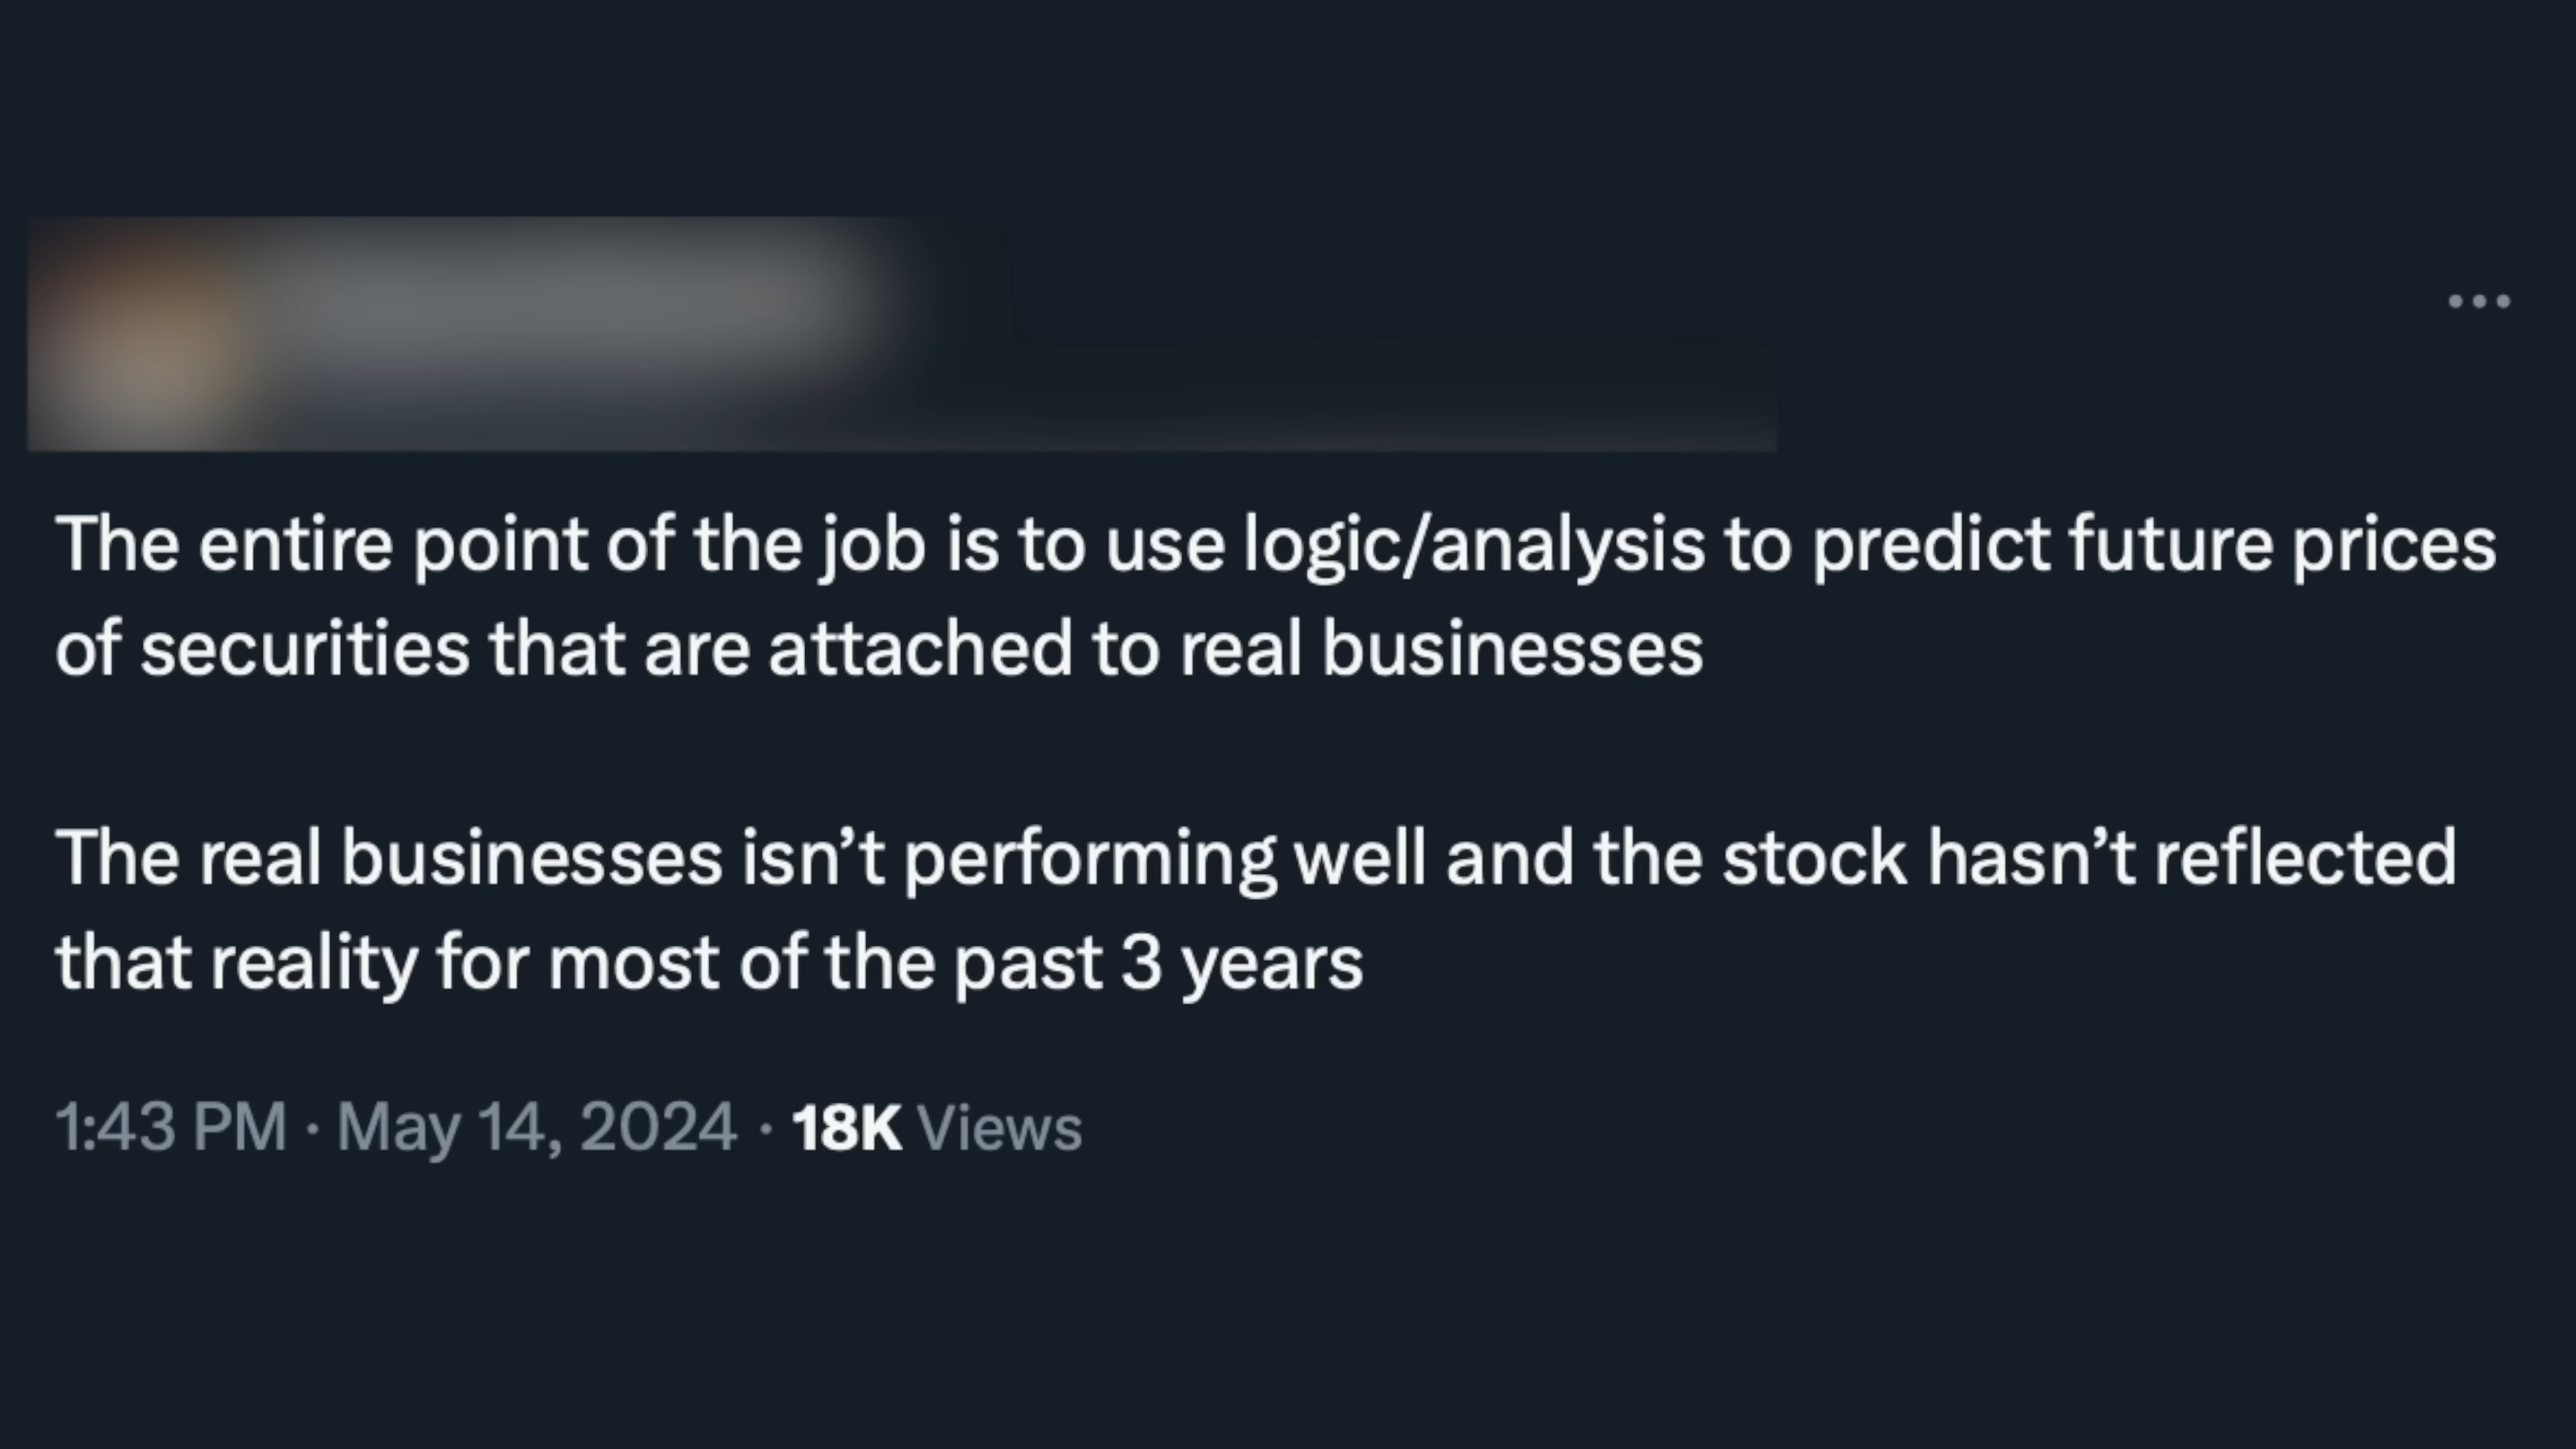 The entire point of the job is to use logic/analysis to predict future prices
of securities that are attached to real businesses
The real businesses isn’t performing well and the stock hasn’t reflected
that reality for most of the past 3 years
1:43 PM · May 14, 2024 · 18K Views